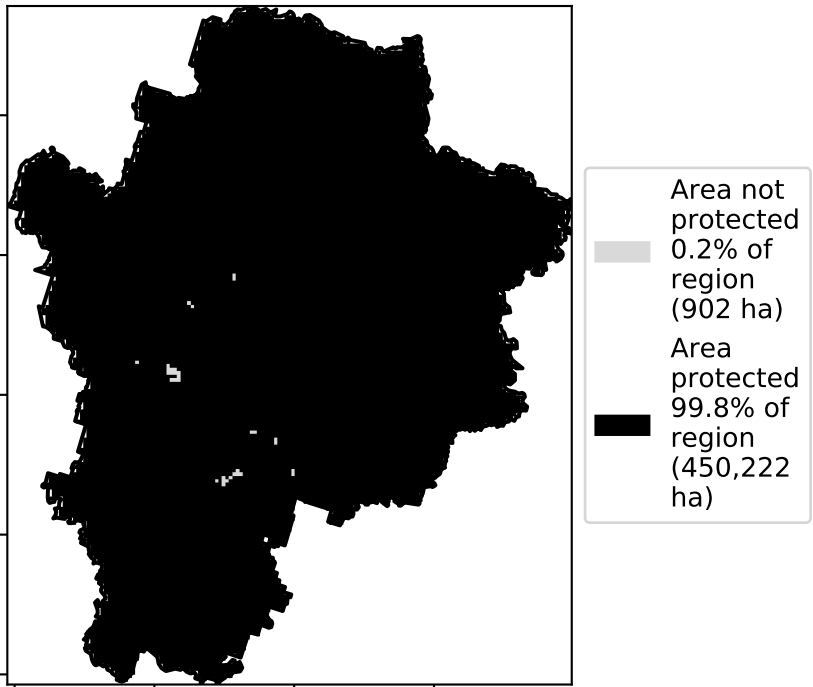 Area not
protected
0.2% of
region
(902 ha)
Area
protected
99.8% of
region
(450,222
ha)